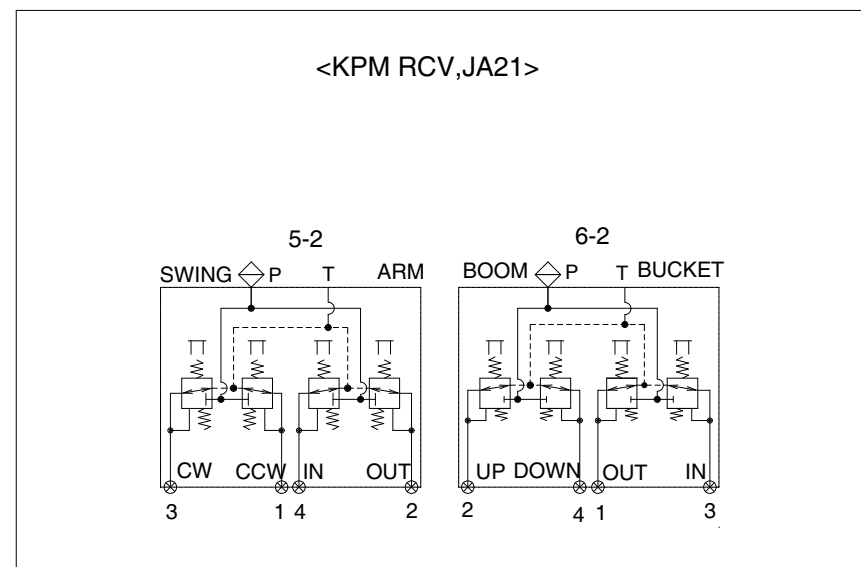 <KPM RCV,JA21>
5-2 6-2
SWING P T ARM BOOM P T BUCKET
CW CCW IN OUT UP DOWN OUT IN
3 1 4 2 2 4 1 3